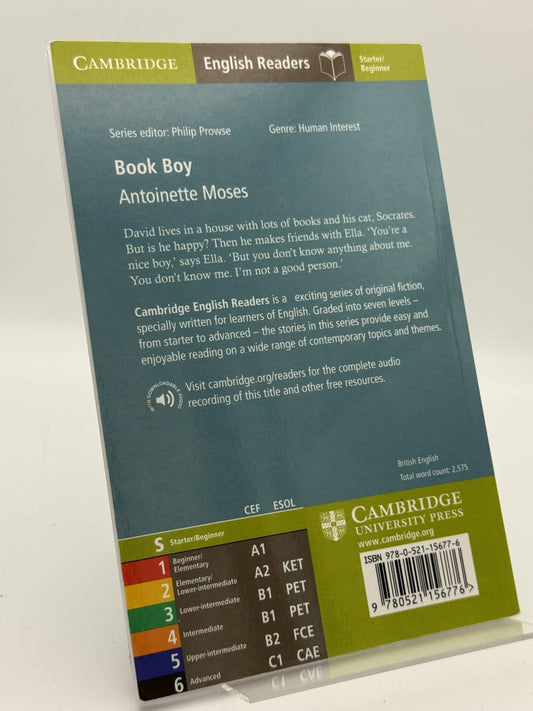 CAMBRIDGE English Readers Starter/
Beginner
Series editor: Philip Prowse Genre: Human Interest
Book Boy
Antoinette Moses
David lives in a house with lots of books and his cat, Socrates.
But is he happy? Then he makes friends with Ella. ‘You’re a
nice boy,’ says Ella. ‘But you don’t know anything about me.
You don’t know me. I’m not a good person.’
Cambridge English Readers is a exciting series of original fiction,
specially written for learners of English. Graded into seven levels –
from starter to advanced – the stories in this series provide easy and
enjoyable reading on a wide range of contemporary topics and themes.
WITH DOWNLOADABLE AUDIO
Visit cambridge.org/readers for the complete audio
recording of this title and other free resources.
British English
Total word count: 2,575
CEF ESOL
S Starter/Beginner
1 Beginner/
Elementary A1
2 Elementary/
Lower-intermediate A2 KET
3 Lower-intermediate B1 PET
4 Intermediate B1 PET
5 Upper-intermediate B2 FCE
6 Advanced C1 CAE
C1 CVE
CAMBRIDGE
UNIVERSITY PRESS
www.cambridge.org
ISBN 978-0-521-15677-6
9 780521 156776